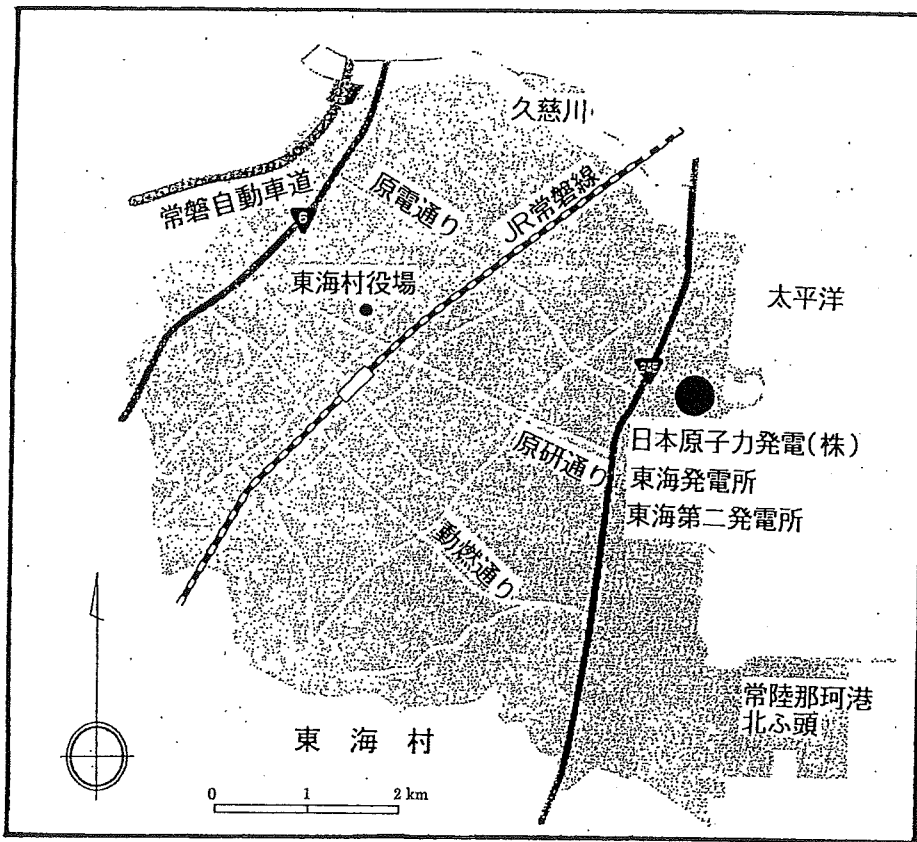 久慈川
常磐自動車道
6
原電通り
JR常磐線
東海村役場
太平洋
245
日本原子力発電(株)
東海発電所
東海第二発電所
原研通り
動燃通り
常陸那珂港
北ふ頭
東海村
0 1 2 km